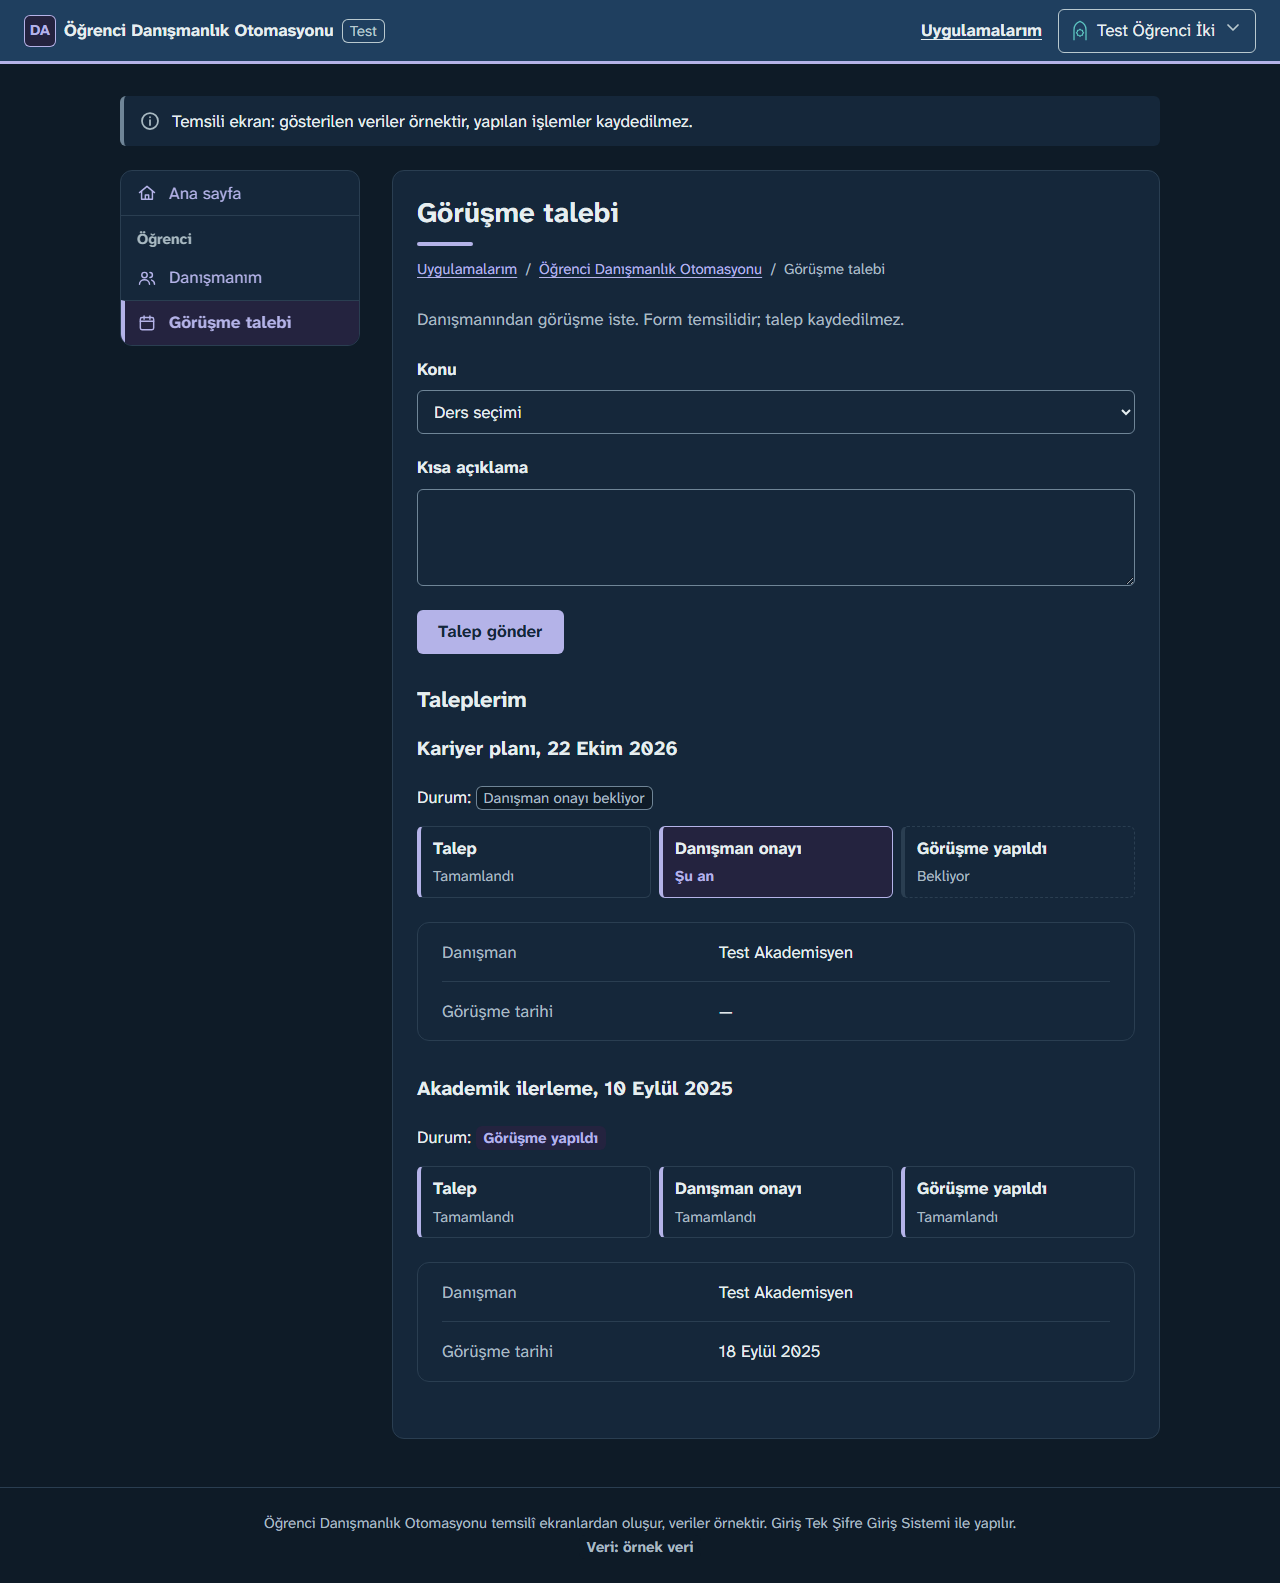 DA Öğrenci Danışmanlık Otomasyonu Test
Uygulamalarım
Test Öğrenci İki
Temsili ekran: gösterilen veriler örnektir, yapılan işlemler kaydedilmez.
Ana sayfa
Öğrenci
Danışmanım
Görüşme talebi
Görüşme talebi
Uygulamalarım / Öğrenci Danışmanlık Otomasyonu / Görüşme talebi
Danışmanından görüşme iste. Form temsilidir; talep kaydedilmez.
Konu
Ders seçimi
Kısa açıklama
Talep gönder
Taleplerim
Kariyer planı, 22 Ekim 2026
Durum: Danışman onayı bekliyor
Talep
Tamamlandı
Danışman onayı
Şu an
Görüşme yapıldı
Bekliyor
Danışman Test Akademisyen
Görüşme tarihi —
Akademik ilerleme, 10 Eylül 2025
Durum: Görüşme yapıldı
Talep
Tamamlandı
Danışman onayı
Tamamlandı
Görüşme yapıldı
Tamamlandı
Danışman Test Akademisyen
Görüşme tarihi 18 Eylül 2025
Öğrenci Danışmanlık Otomasyonu temsilî ekranlardan oluşur, veriler örnektir. Giriş Tek Şifre Giriş Sistemi ile yapılır.
Veri: örnek veri